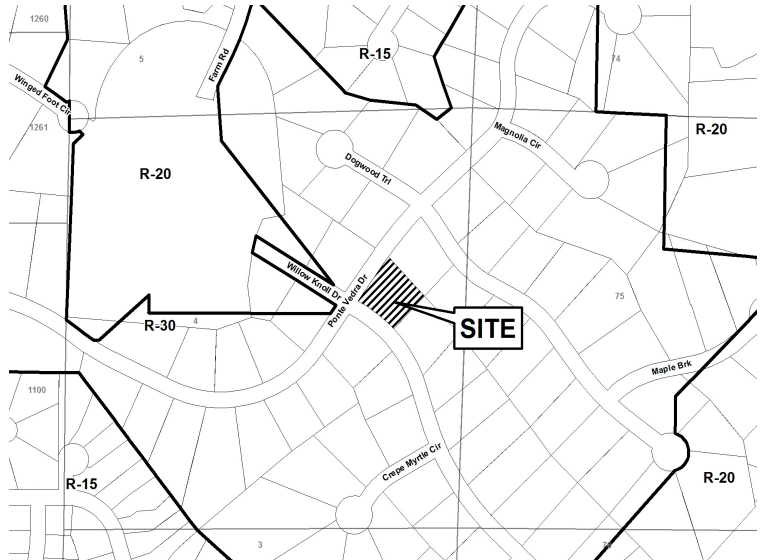 1260
R-15
5
74
Farm Rd
Winged Foot Cir
1261
R-20
Magnolia Cir
Dogwood Trl
R-20
Willow Knoll Dr
Ponte Vedra Dr
75
SITE
4
R-30
Maple Brk
1100
Crepe Myrtle Cir
R-15
R-20
3